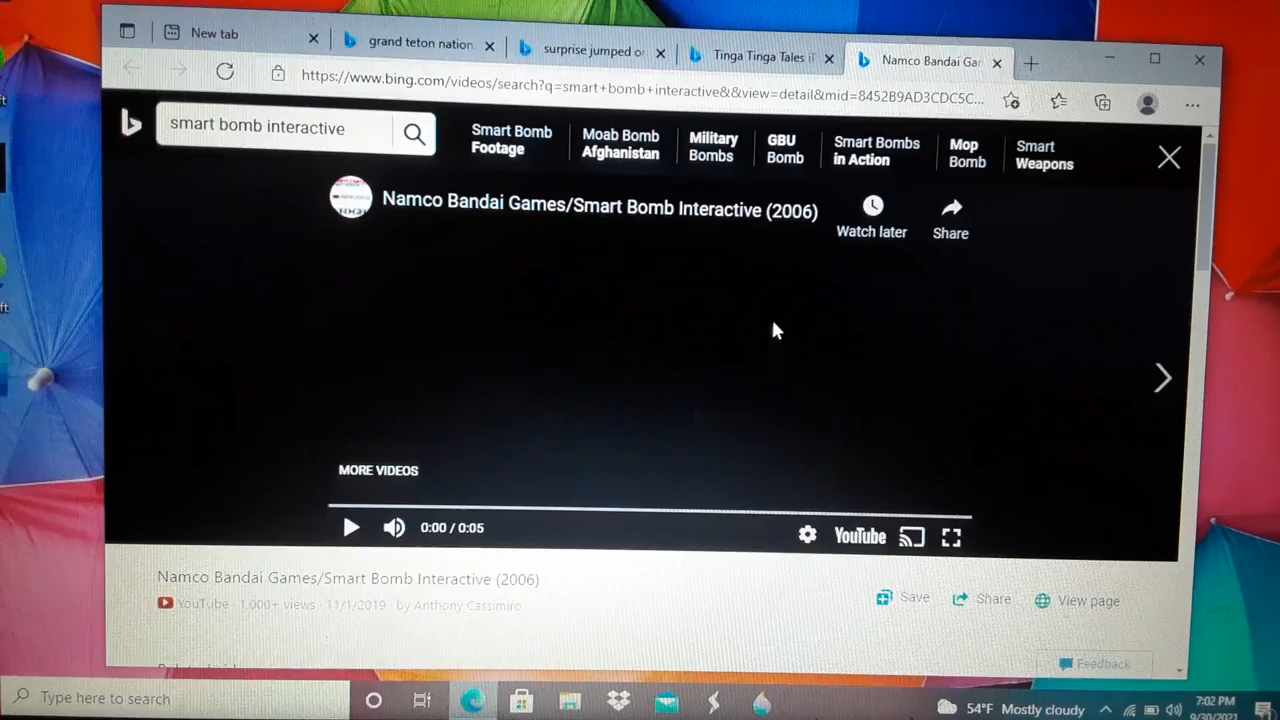 New tab
grand teton nation
surprise jumped o
Tinga Tinga Tales i
Namco Bandai Gar
https://www.bing.com/videos/search?q=smart+bomb+interactive&&view=detail&mid=8452B9AD3CDC5C...
smart bomb interactive
Smart Bomb Footage
Moab Bomb Afghanistan
Military Bombs
GBU Bomb
Smart Bombs in Action
Mop Bomb
Smart Weapons
Namco Bandai Games/Smart Bomb Interactive (2006)
Watch later
Share
MORE VIDEOS
0:00 / 0:05
YouTube
Namco Bandai Games/Smart Bomb Interactive (2006)
YouTube · 1,000+ views · 11/1/2019 · by Anthony Cassimiro
Save
Share
View page
Feedback
Type here to search
54°F Mostly cloudy
7:02 PM
9/30/2021